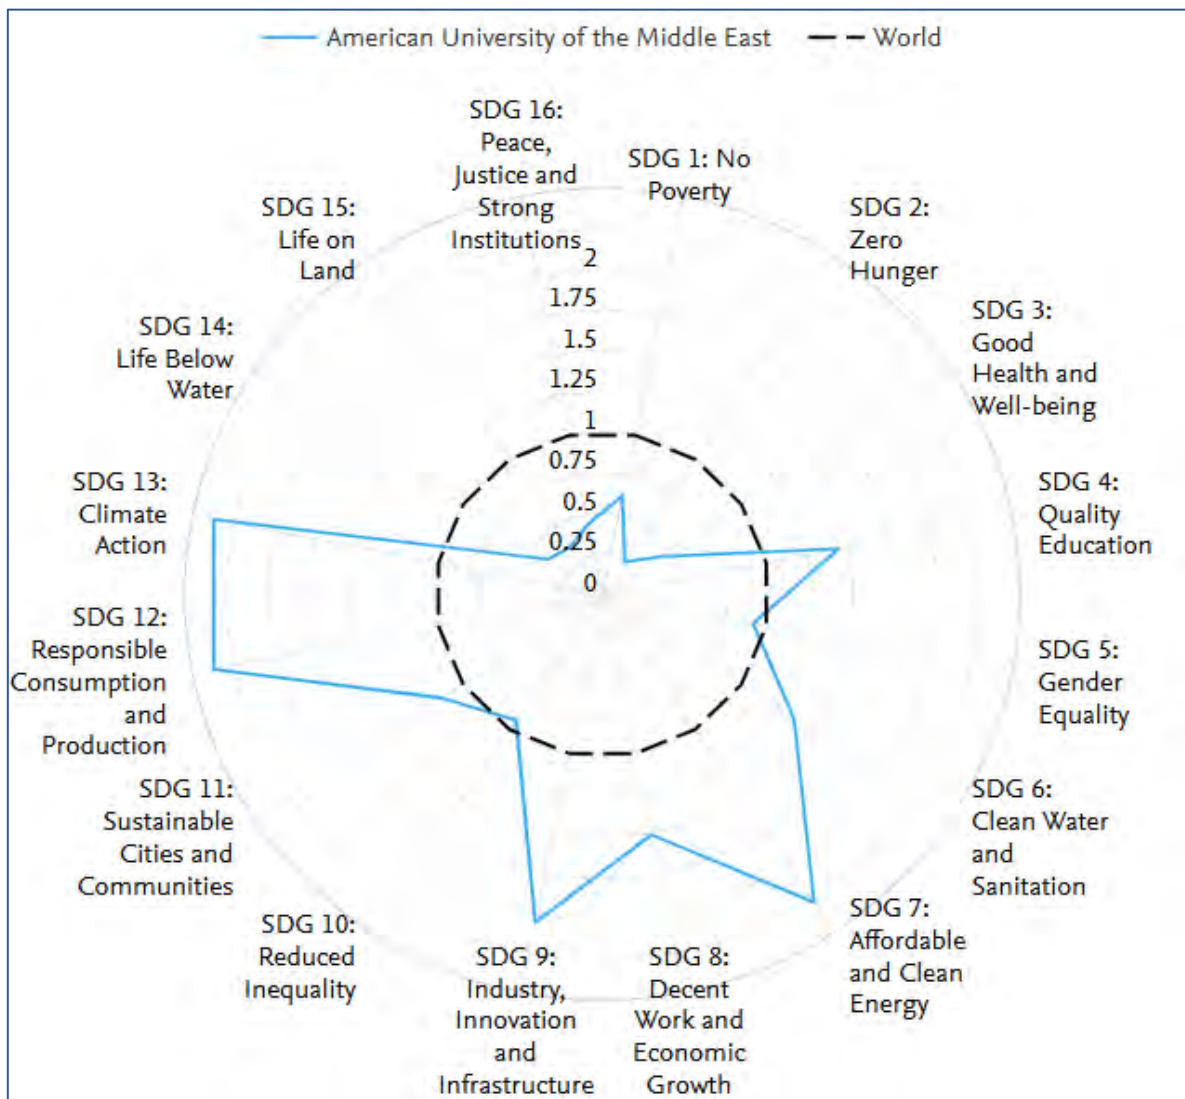 American University of the Middle East
World
SDG 16:
Peace,
Justice and
Strong
Institutions
SDG 1: No
Poverty
SDG 2:
Zero
Hunger
SDG 3:
Good
Health and
Well-being
SDG 4:
Quality
Education
SDG 5:
Gender
Equality
SDG 6:
Clean Water
and
Sanitation
SDG 7:
Affordable
and Clean
Energy
SDG 8:
Decent
Work and
Economic
Growth
SDG 9:
Industry,
Innovation
and
Infrastructure
SDG 10:
Reduced
Inequality
SDG 11:
Sustainable
Cities and
Communities
SDG 12:
Responsible
Consumption
and
Production
SDG 13:
Climate
Action
SDG 14:
Life Below
Water
SDG 15:
Life on
Land
2
1.75
1.5
1.25
1
0.75
0.5
0.25
0